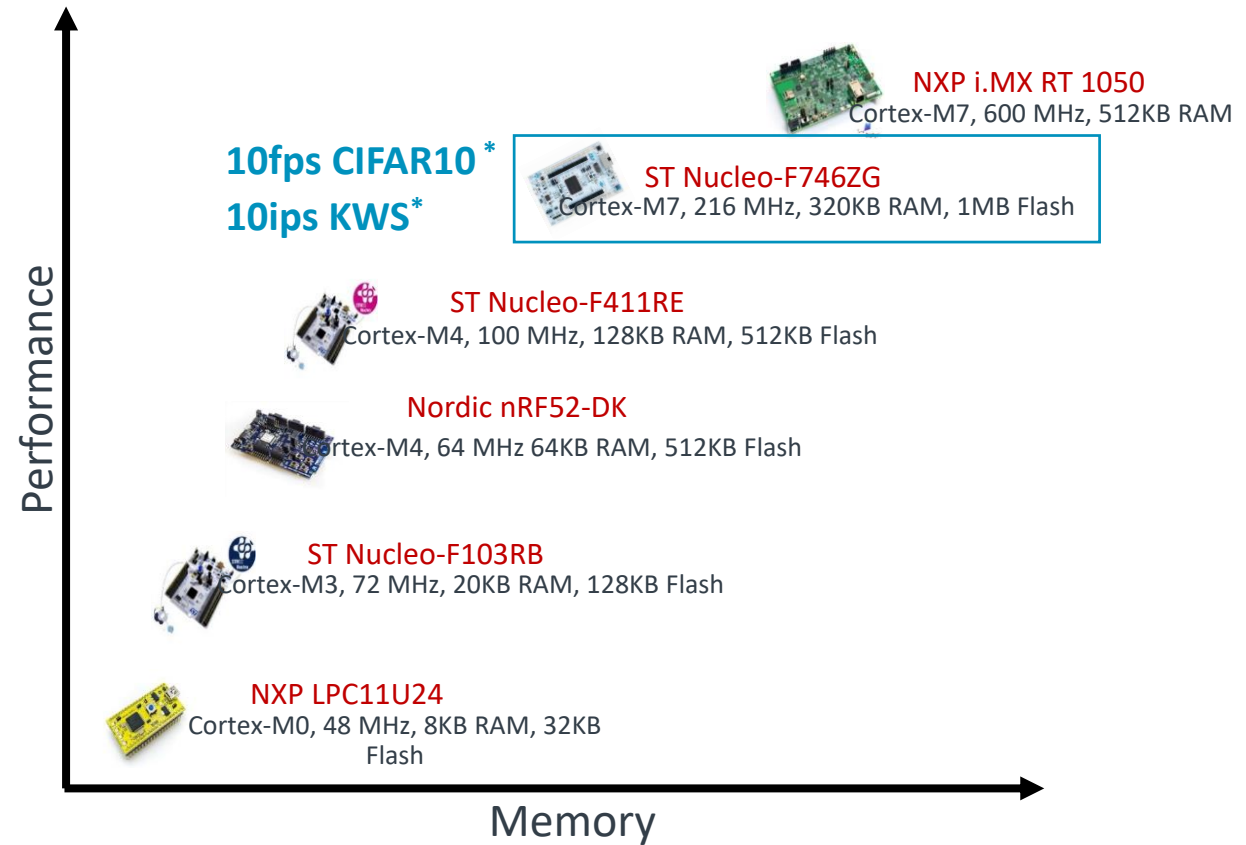 NXP i.MX RT 1050
Cortex-M7, 600 MHz, 512KB RAM
10fps CIFAR10 *
10ips KWS*
ST Nucleo-F746ZG
Cortex-M7, 216 MHz, 320KB RAM, 1MB Flash
ST Nucleo-F411RE
Cortex-M4, 100 MHz, 128KB RAM, 512KB Flash
Nordic nRF52-DK
Cortex-M4, 64 MHz 64KB RAM, 512KB Flash
ST Nucleo-F103RB
Cortex-M3, 72 MHz, 20KB RAM, 128KB Flash
NXP LPC11U24
Cortex-M0, 48 MHz, 8KB RAM, 32KB
Flash
Performance
Memory